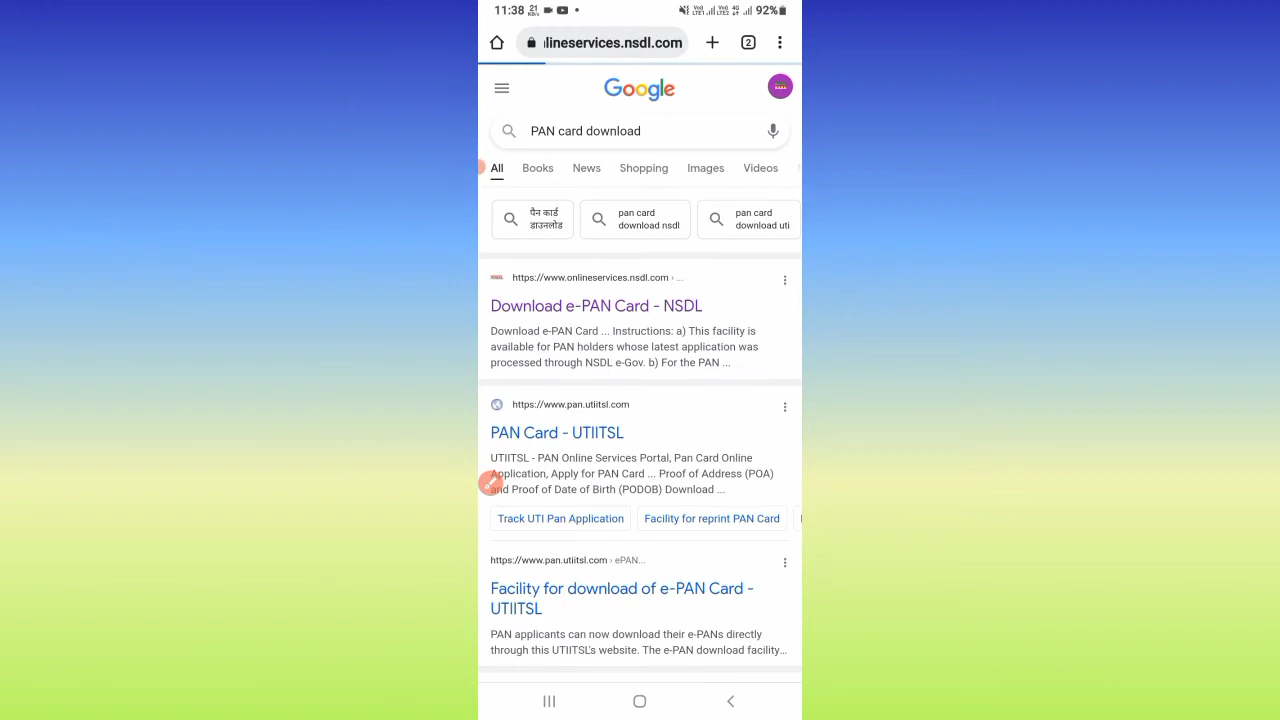 11:38 21 KB/s 92%
lineservices.nsdl.com 2
Google
PAN card download
All Books News Shopping Images Videos
पैन कार्ड डाउनलोड
pan card download nsdl
pan card download uti
https://www.onlineservices.nsdl.com › ...
Download e-PAN Card - NSDL
Download e-PAN Card ... Instructions: a) This facility is
available for PAN holders whose latest application was
processed through NSDL e-Gov. b) For the PAN ...
https://www.pan.utiitsl.com
PAN Card - UTIITSL
UTIITSL - PAN Online Services Portal, Pan Card Online
Application, Apply for PAN Card ... Proof of Address (POA)
and Proof of Date of Birth (PODOB) Download ...
Track UTI Pan Application Facility for reprint PAN Card
https://www.pan.utiitsl.com › ePAN...
Facility for download of e-PAN Card -
UTIITSL
PAN applicants can now download their e-PANs directly
through this UTIITSL's website. The e-PAN download facility...